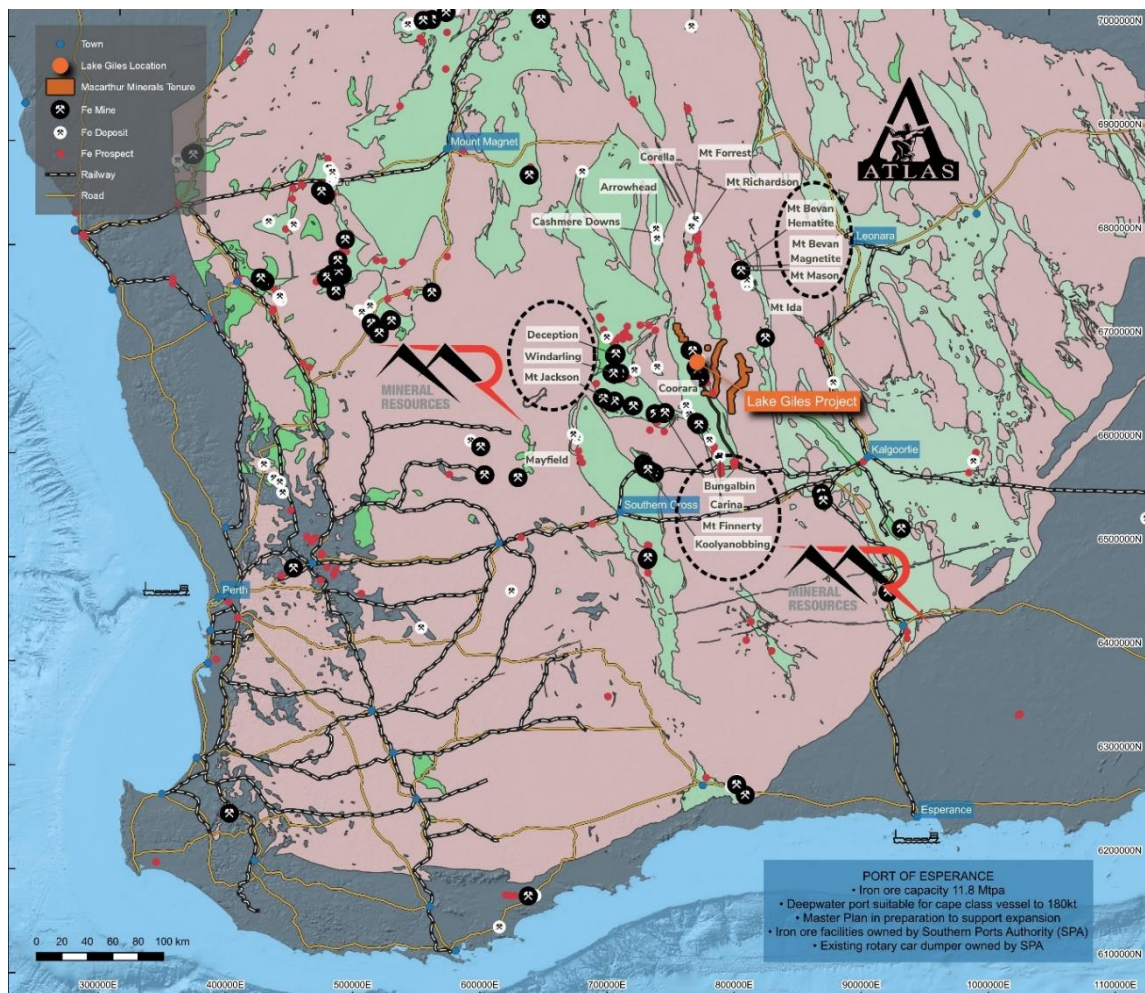 Town
Lake Giles Location
Macarthur Minerals Tenure
Fe Mine
Fe Deposit
Fe Prospect
Railway
Road
7000000N
6900000N
6800000N
6700000N
6600000N
6500000N
6400000N
6300000N
6200000N
6100000N
ATLAS
Mount Magnet
Corella
Mt Forrest
Mt Richardson
Arrowhead
Cashmere Downs
Mt Bevan
Hematite
Mt Bevan
Magnetite
Mt Mason
Leonara
Mt Ida
Deception
Windarling
Mt Jackson
MINERAL
RESOURCES
Coorara
Lake Giles Project
Mayfield
Kalgoorlie
Southern Cross
Bungalbin
Carina
Mt Finnerty
Koolyanobbing
MINERAL
RESOURCES
Perth
Esperance
PORT OF ESPERANCE
• Iron ore capacity 11.8 Mtpa
• Deepwater port suitable for cape class vessel to 180kt
• Master Plan in preparation to support expansion
• Iron ore facilities owned by Southern Ports Authority (SPA)
• Existing rotary car dumper owned by SPA
0 20 40 60 80 100 km
300000E 400000E 500000E 600000E 700000E 800000E 900000E 1000000E 1100000E